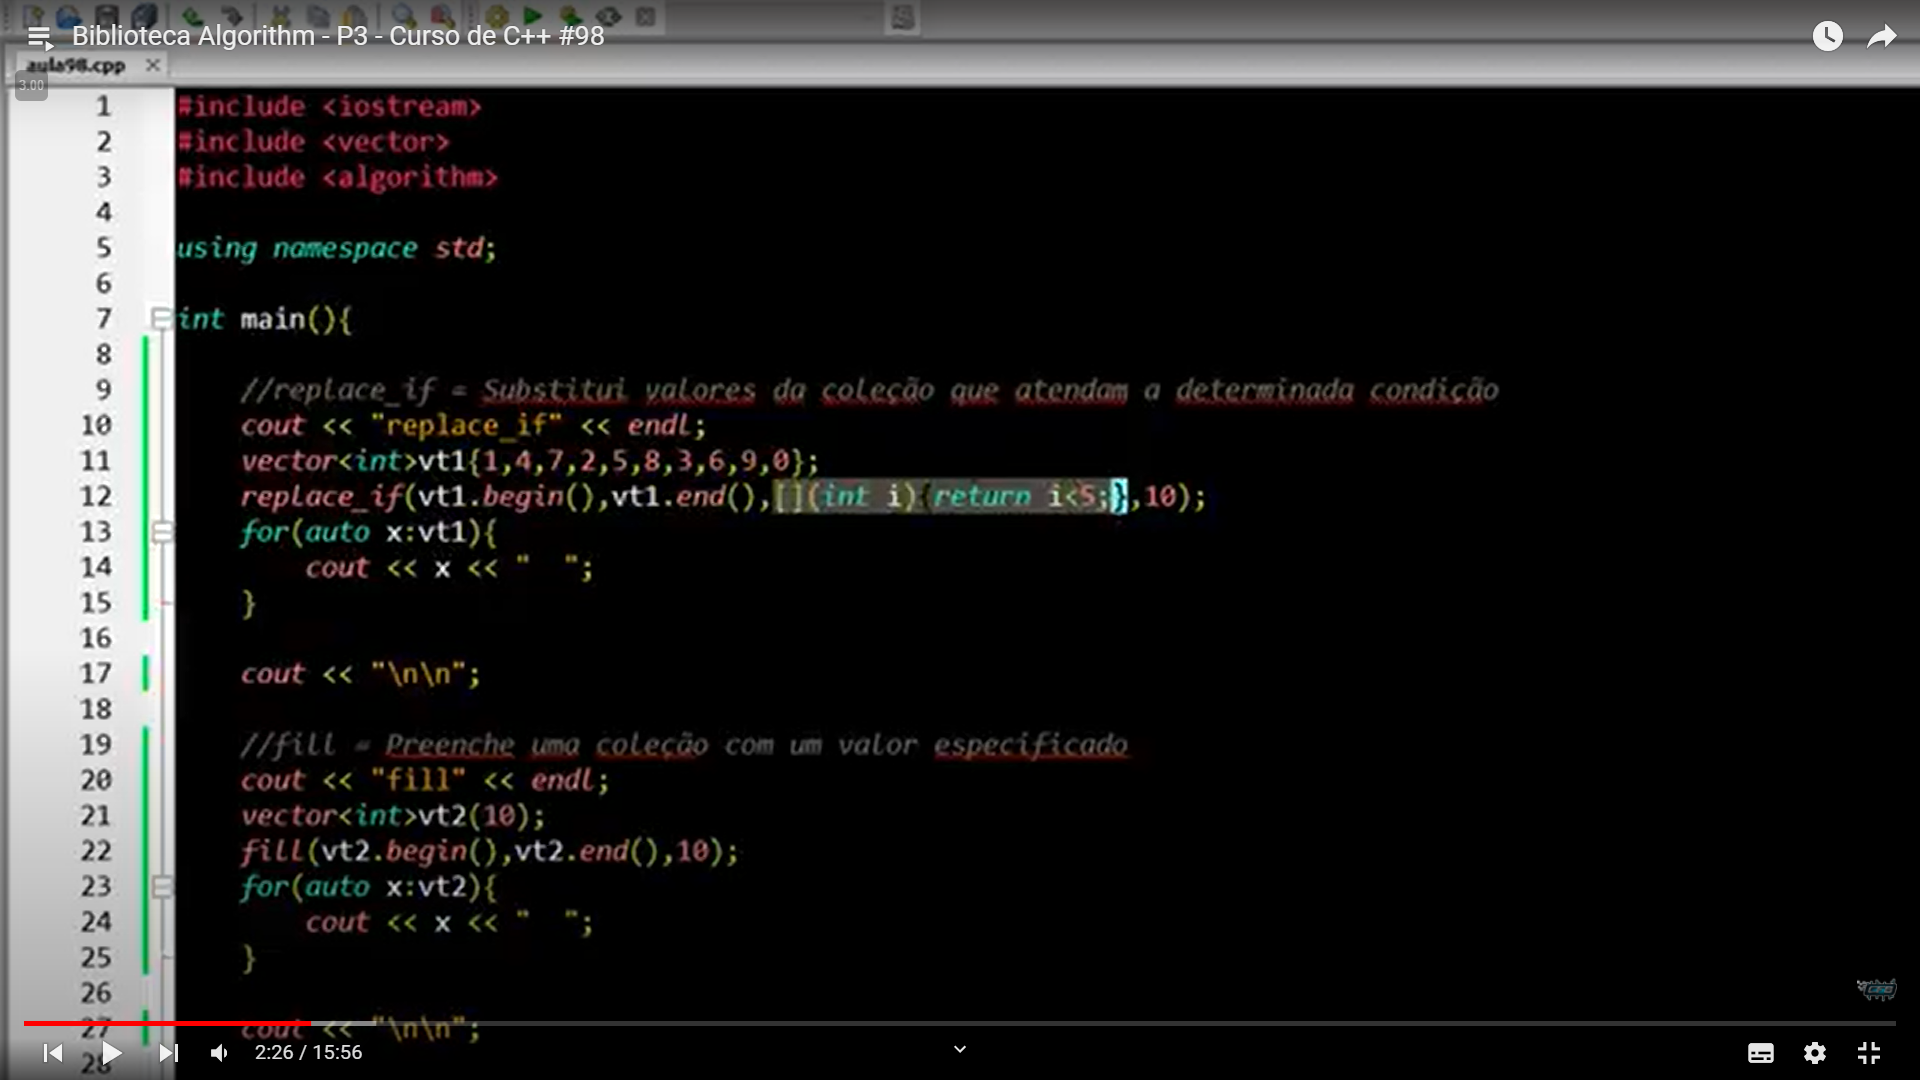 Biblioteca Algorithm - P3 - Curso de C++ #98
aula98.cpp
3.00
1 #include <iostream>
2 #include <vector>
3 #include <algorithm>
4
5 using namespace std;
6
7 int main(){
8
9 //replace_if = Substitui valores da coleção que atendam a determinada condição
10 cout << "replace_if" << endl;
11 vector<int>vt1{1,4,7,2,5,8,3,6,9,0};
12 replace_if(vt1.begin(),vt1.end(),[](int i){return i<5;},10);
13 for(auto x:vt1){
14 cout << x << "  ";
15 }
16
17 cout << "\n\n";
18
19 //fill = Preenche uma coleção com um valor especificado
20 cout << "fill" << endl;
21 vector<int>vt2(10);
22 fill(vt2.begin(),vt2.end(),10);
23 for(auto x:vt2){
24 cout << x << "  ";
25 }
26
27 cout << "\n\n";
28
2:26 / 15:56